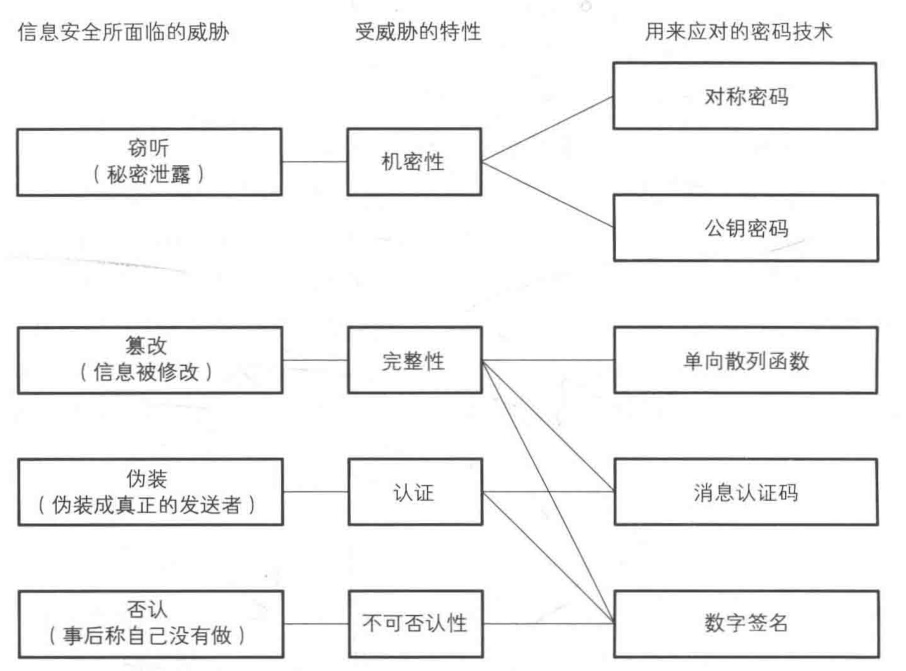 信息安全所面临的威胁
受威胁的特性
用来应对的密码技术
对称密码
窃听
（秘密泄露）
机密性
公钥密码
篡改
（信息被修改）
完整性
单向散列函数
伪装
（伪装成真正的发送者）
认证
消息认证码
否认
（事后称自己没有做）
不可否认性
数字签名